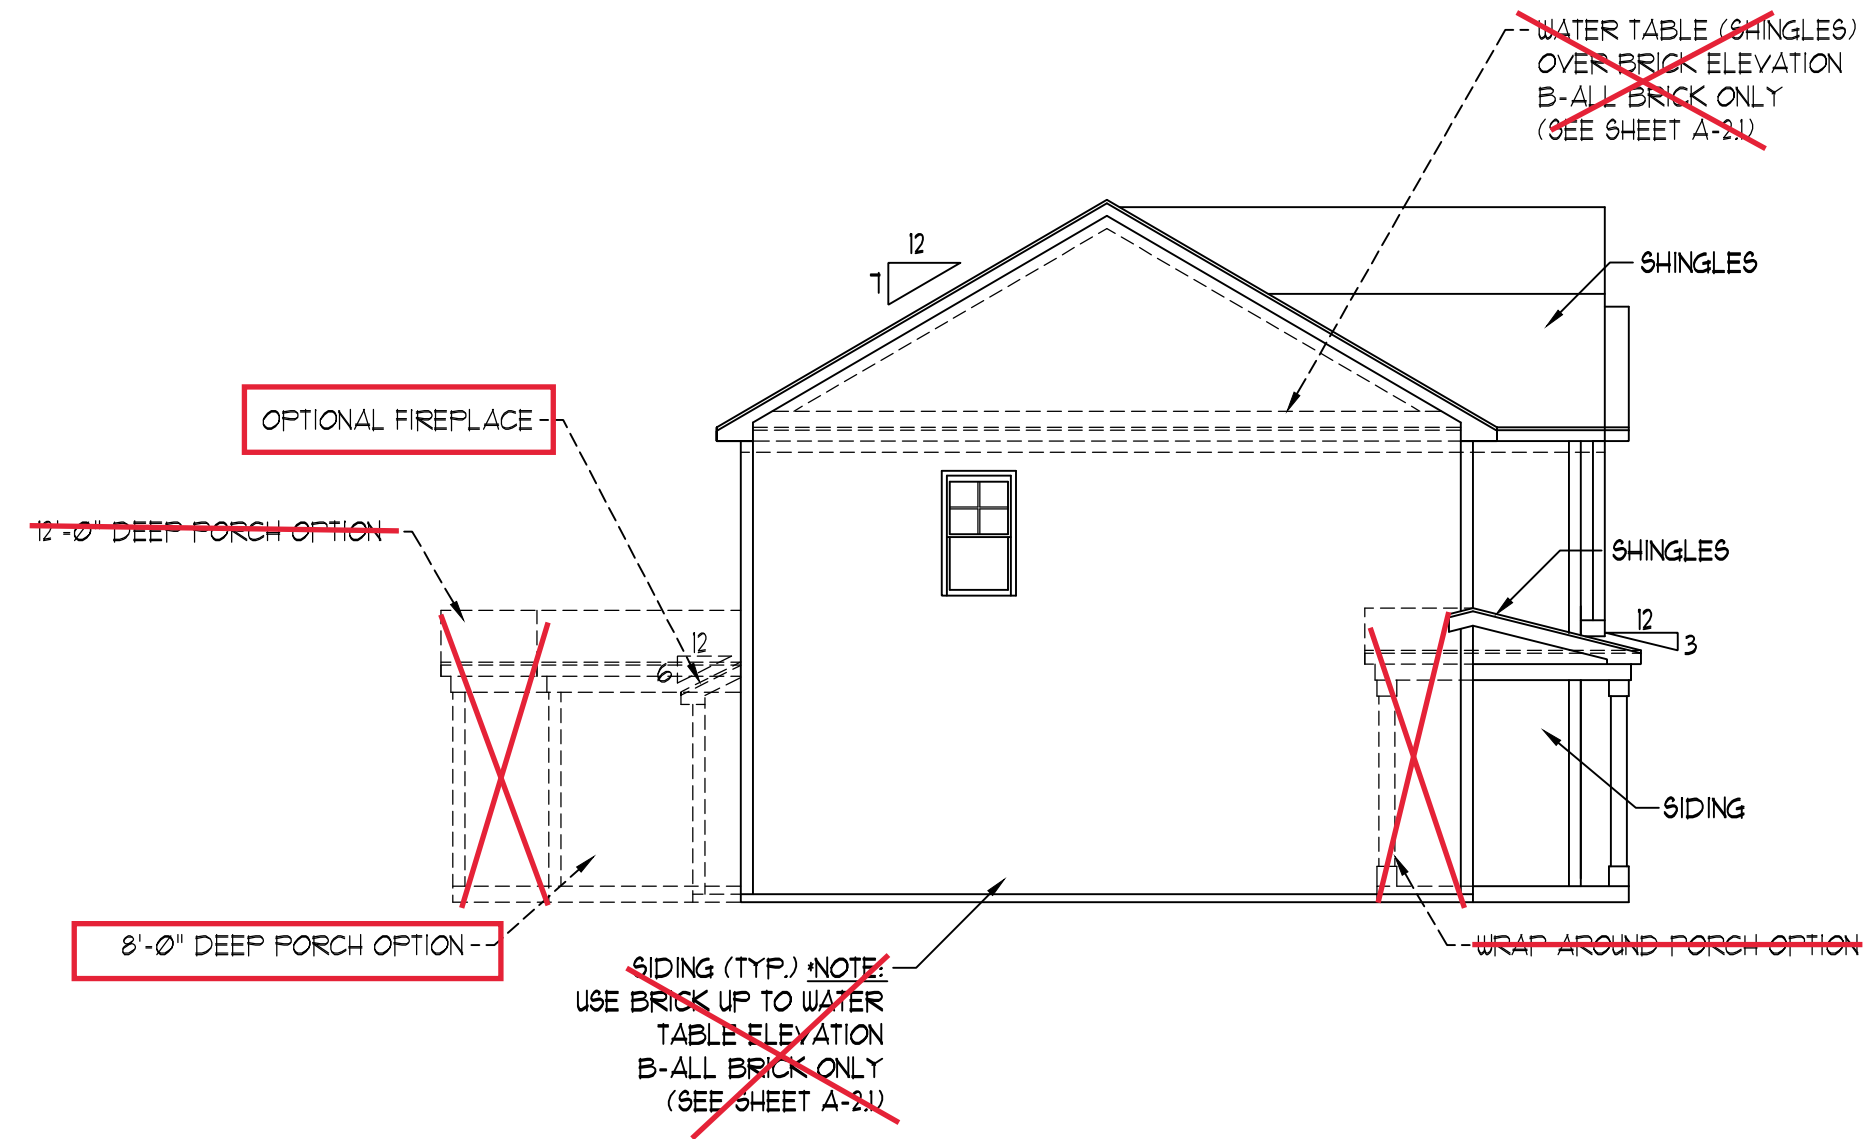 WATER TABLE (SHINGLES)
OVER BRICK ELEVATION
B-ALL BRICK ONLY
(SEE SHEET A-2.1)
12
7
SHINGLES
OPTIONAL FIREPLACE
12'-0" DEEP PORCH OPTION
SHINGLES
12
3
12
6
SIDING
8'-0" DEEP PORCH OPTION
WRAP AROUND PORCH OPTION
SIDING (TYP.) *NOTE:
USE BRICK UP TO WATER
TABLE ELEVATION
B-ALL BRICK ONLY
(SEE SHEET A-2.1)